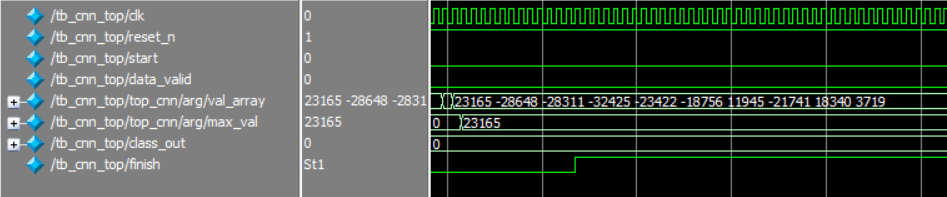 /tb_cnn_top/clk 0
/tb_cnn_top/reset_n 1
/tb_cnn_top/start 0
/tb_cnn_top/data_valid 0
/tb_cnn_top/top_cnn/arg/val_array 23165 -28648 -2831 23165 -28648 -28311 -32425 -23422 -18756 11945 -21741 18340 3719
/tb_cnn_top/top_cnn/arg/max_val 23165 0 23165
/tb_cnn_top/class_out 0 0
/tb_cnn_top/finish St1